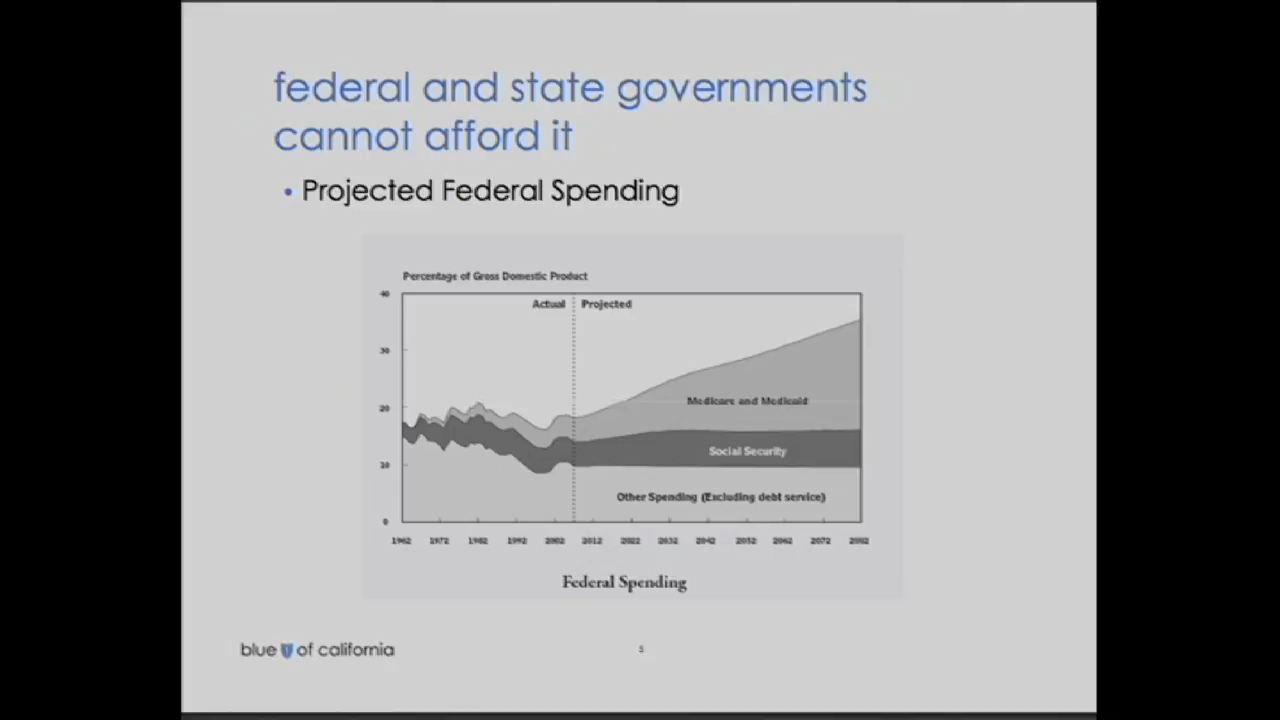 federal and state governments
cannot afford it
• Projected Federal Spending
Percentage of Gross Domestic Product
40
Actual Projected
30
20
Medicare and Medicaid
Social Security
10
Other Spending (Excluding debt service)
0
1962 1972 1982 1992 2002 2012 2022 2032 2042 2052 2062 2072 2082
Federal Spending
blue of california
5